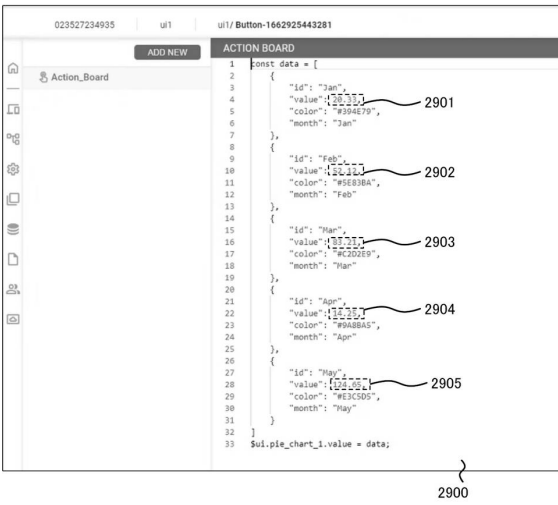 023527234935 ui1 ui1/ Button-1662925443281
ADD NEW ACTION BOARD
Action_Board
1 const data = [
2 {
3 "id": "Jan",
4 "value": 20.33, 2901
5 "color": "#394E79",
6 "month": "Jan"
7 },
8 {
9 "id": "Feb",
10 "value": 52.12, 2902
11 "color": "#5E83BA",
12 "month": "Feb"
13 },
14 {
15 "id": "Mar",
16 "value": 83.21, 2903
17 "color": "#C2D2E9",
18 "month": "Mar"
19 },
20 {
21 "id": "Apr",
22 "value": 14.25, 2904
23 "color": "#9A8BA5",
24 "month": "Apr"
25 },
26 {
27 "id": "May",
28 "value": 124.65, 2905
29 "color": "#E3C5D5",
30 "month": "May"
31 }
32 ]
33 $ui.pie_chart_1.value = data;
2900